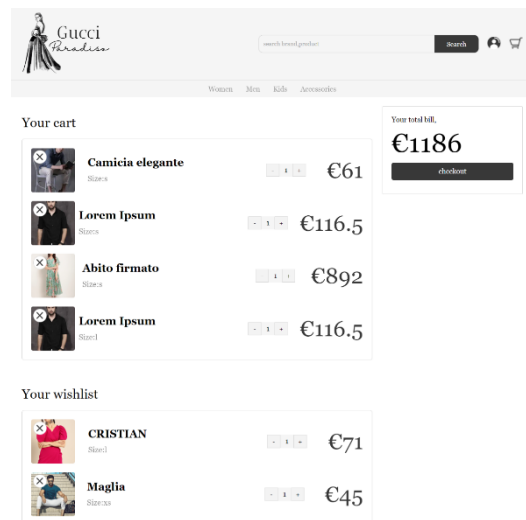 Gucci
Paradiso
search brand,product
Search
Women Men Kids Accessories
Your cart
Camicia elegante
Size:s
- 1 +
€61
Lorem Ipsum
Size:s
- 1 +
€116.5
Abito firmato
Size:s
- 1 +
€892
Lorem Ipsum
Size:l
- 1 +
€116.5
Your total bill,
€1186
checkout
Your wishlist
CRISTIAN
Size:l
- 1 +
€71
Maglia
Size:xs
- 1 +
€45